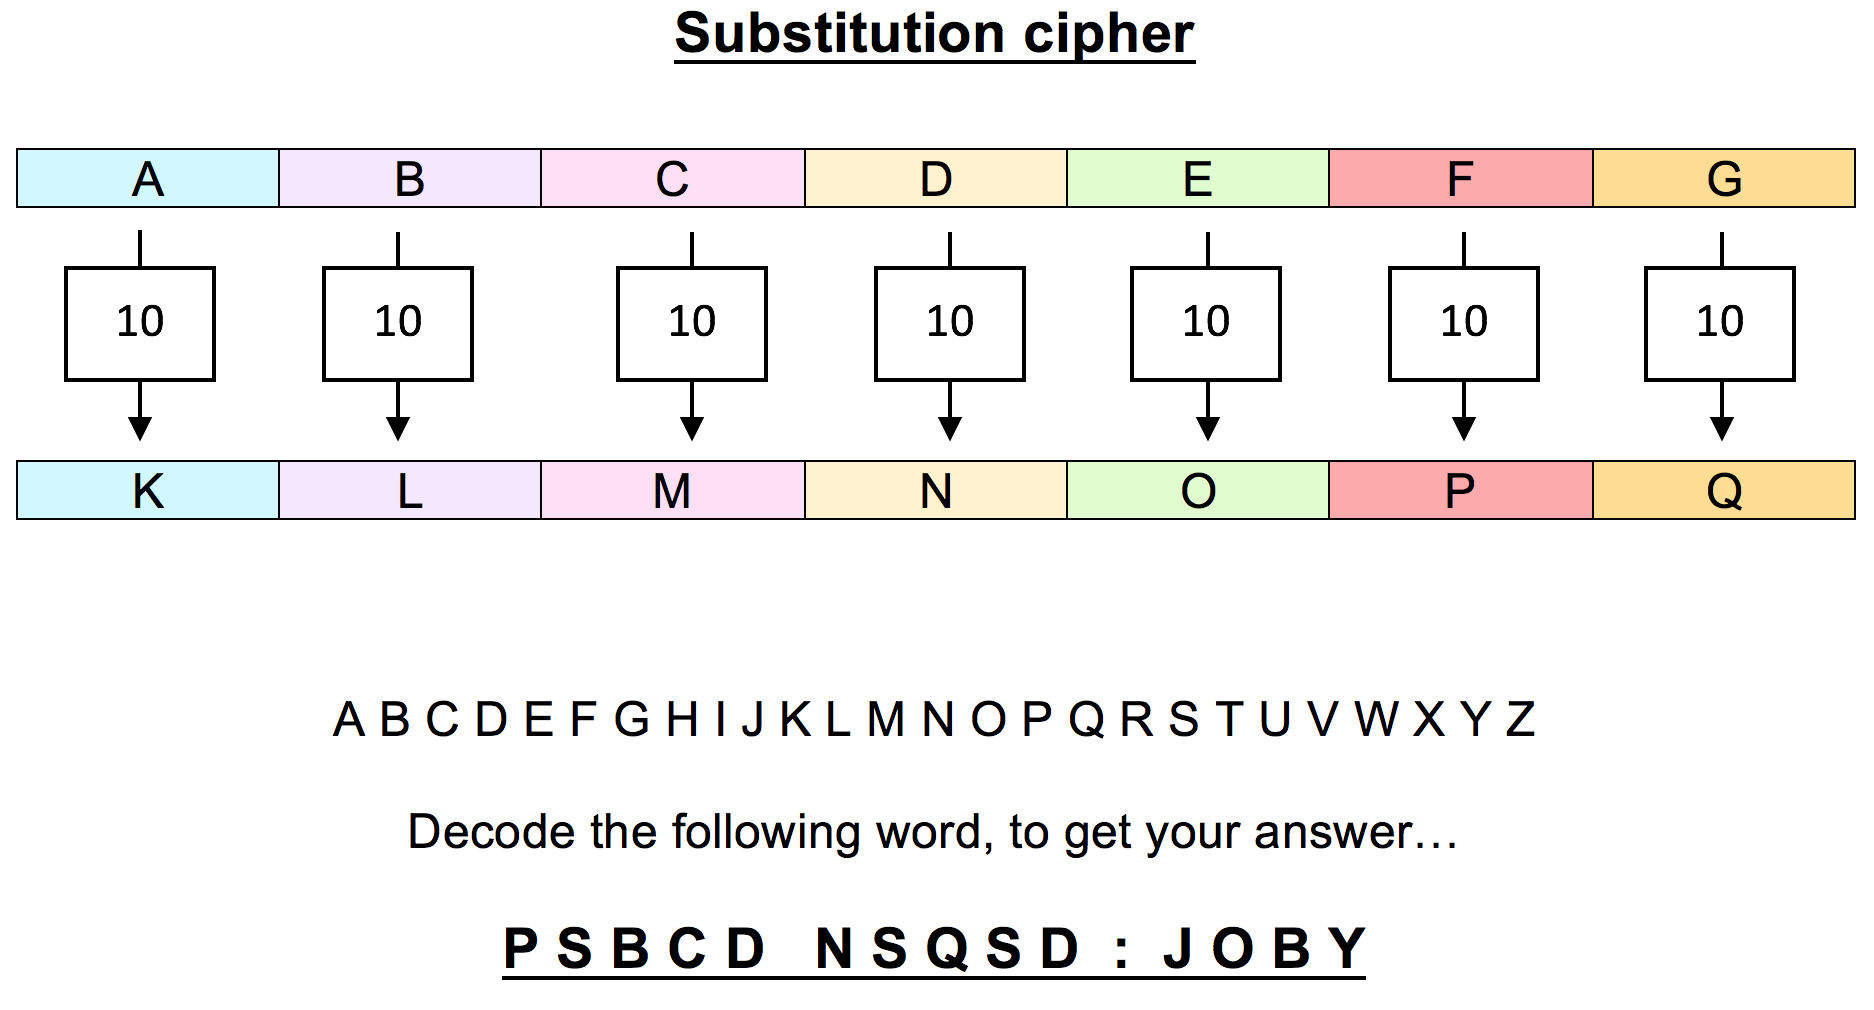 Substitution cipher
A B C D E F G
10 10 10 10 10 10 10
K L M N O P Q
A B C D E F G H I J K L M N O P Q R S T U V W X Y Z
Decode the following word, to get your answer…
P S B C D N S Q S D : J O B Y